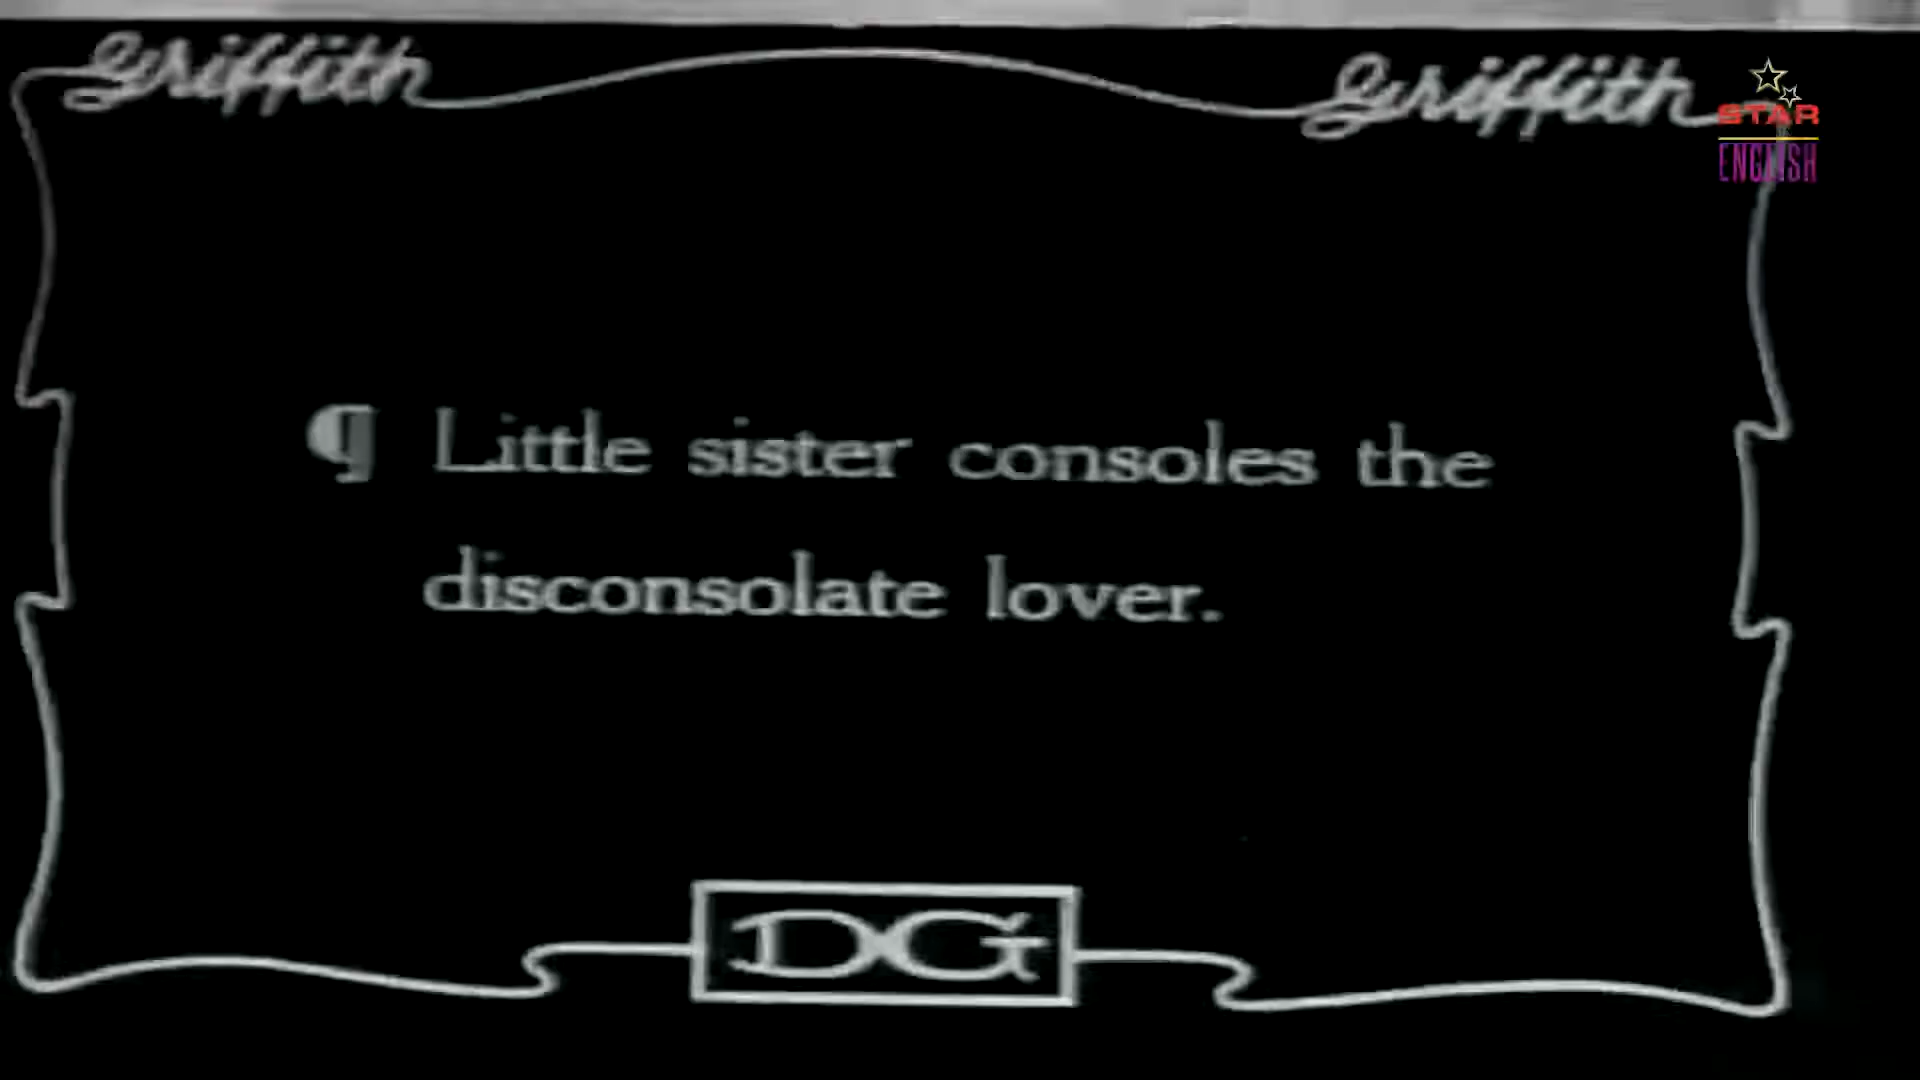 Griffith Griffith
STAR
ENGLISH
¶ Little sister consoles the
disconsolate lover.
DG